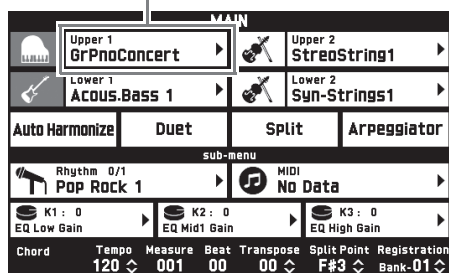 MAIN
Upper 1
GrPnoConcert
Upper 2
StreoString1
Lower 1
Acous.Bass 1
Lower 2
Syn-Strings1
Auto Harmonize
Duet
Split
Arpeggiator
sub-menu
Rhythm 0/1
Pop Rock 1
MIDI
No Data
K1: 0
EQ Low Gain
K2: 0
EQ Mid1 Gain
K3: 0
EQ High Gain
Chord Tempo Measure Beat Transpose Split Point Registration
120 001 00 00 F#3 Bank-01